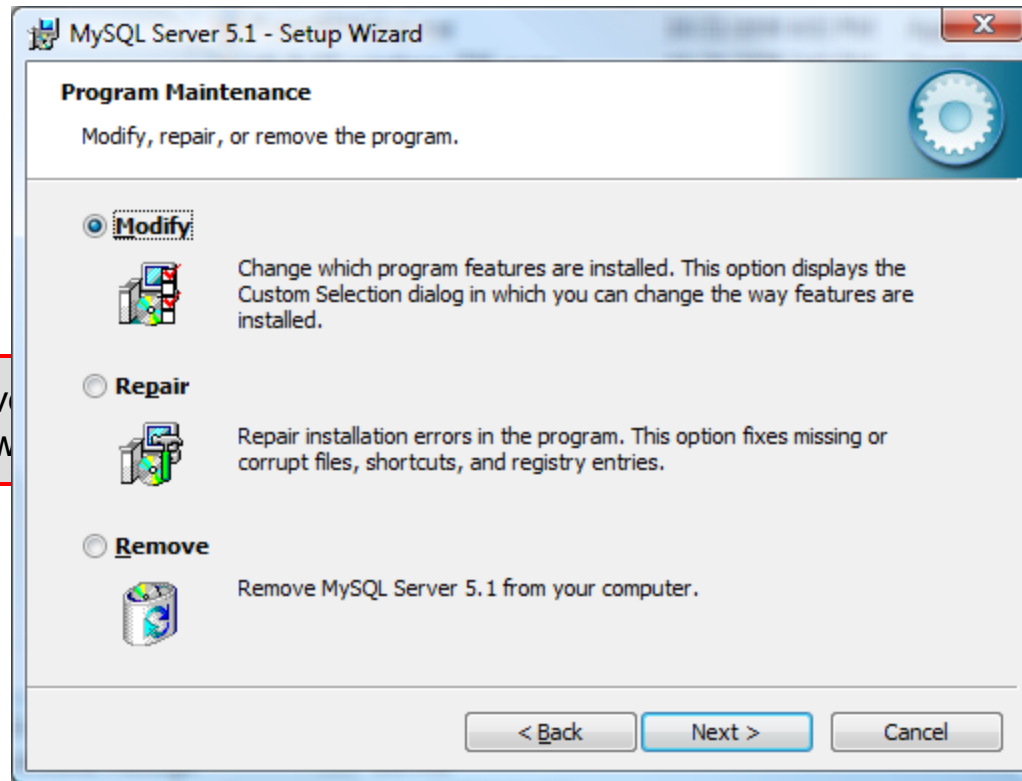 MySQL Server 5.1 - Setup Wizard
Program Maintenance
Modify, repair, or remove the program.
Modify
Change which program features are installed. This option displays the
Custom Selection dialog in which you can change the way features are
installed.
Repair
Repair installation errors in the program. This option fixes missing or
corrupt files, shortcuts, and registry entries.
Remove
Remove MySQL Server 5.1 from your computer.
< Back
Next >
Cancel